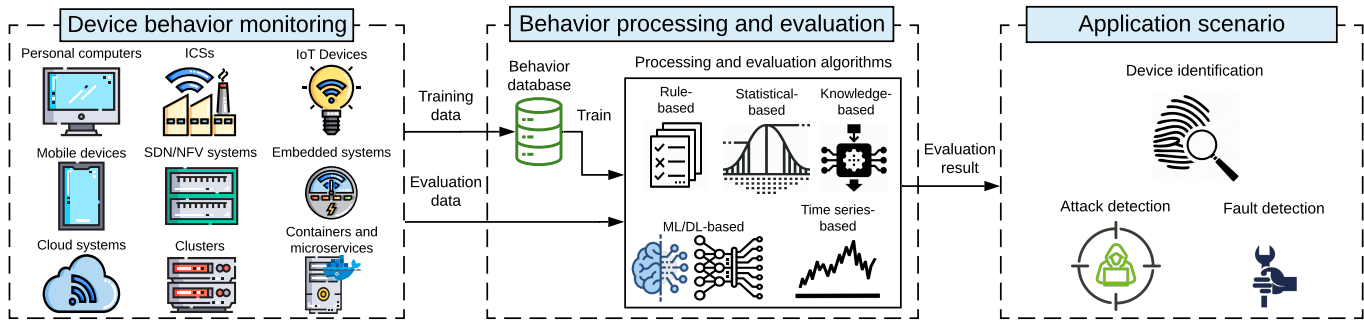 Device behavior monitoring
Personal computers
ICSs
IoT Devices
Mobile devices
SDN/NFV systems
Embedded systems
Cloud systems
Clusters
Containers and
microservices
Training
data
Evaluation
data
Behavior processing and evaluation
Behavior
database
Train
Processing and evaluation algorithms
Rule-
based
Statistical-
based
Knowledge-
based
ML/DL-based
Time series-
based
Evaluation
result
Application scenario
Device identification
Attack detection
Fault detection